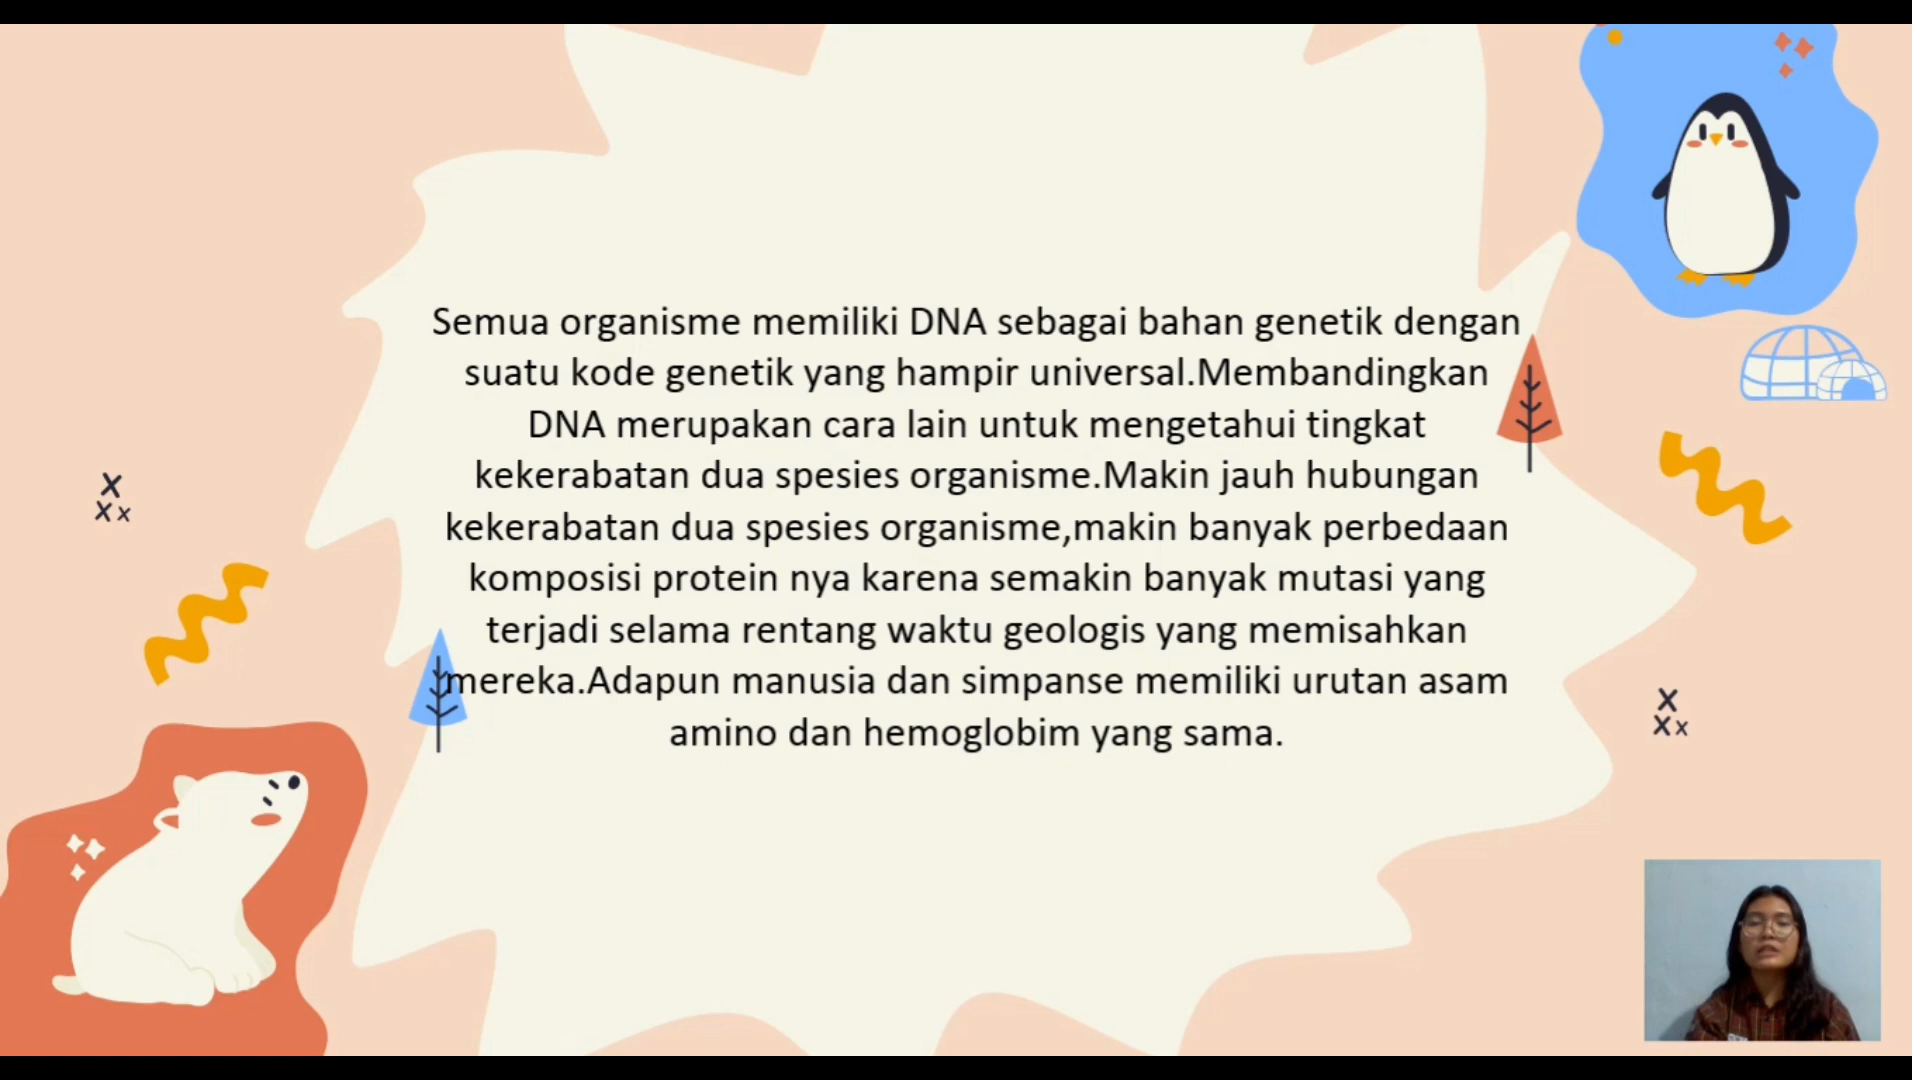 Semua organisme memiliki DNA sebagai bahan genetik dengan
suatu kode genetik yang hampir universal.Membandingkan
DNA merupakan cara lain untuk mengetahui tingkat
kekerabatan dua spesies organisme.Makin jauh hubungan
kekerabatan dua spesies organisme,makin banyak perbedaan
komposisi protein nya karena semakin banyak mutasi yang
terjadi selama rentang waktu geologis yang memisahkan
mereka.Adapun manusia dan simpanse memiliki urutan asam
amino dan hemoglobim yang sama.